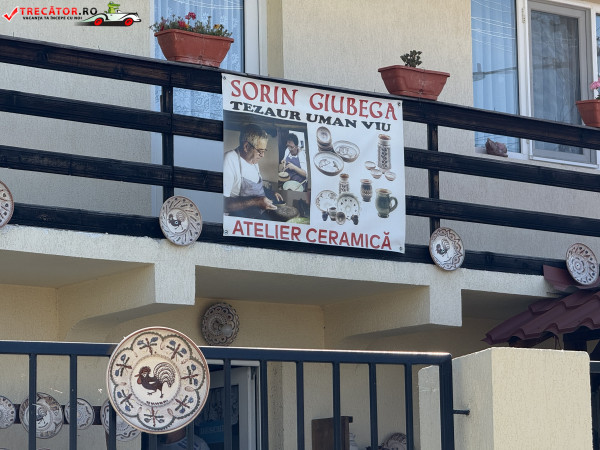 TRECĂTOR.RO
VACANȚA TA ÎNCEPE CU NOI!
SORIN GIUBEGA
TEZAUR UMAN VIU
ATELIER CERAMICĂ